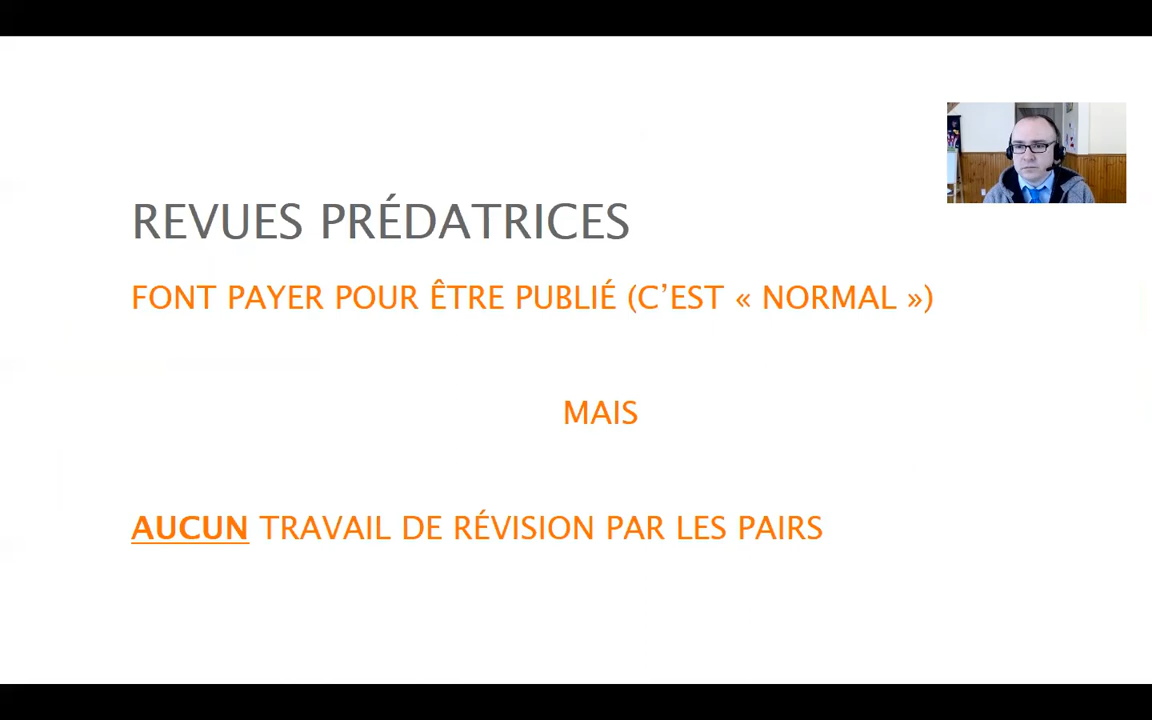 REVUES PRÉDATRICES
FONT PAYER POUR ÊTRE PUBLIÉ (C’EST « NORMAL »)
MAIS
AUCUN TRAVAIL DE RÉVISION PAR LES PAIRS